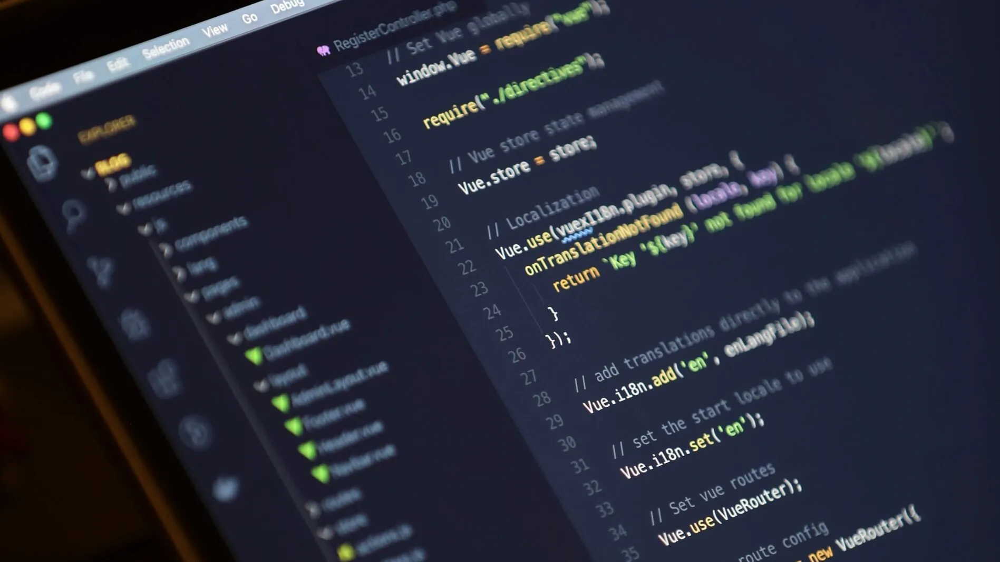 Code File Edit Selection View Go Debug
EXPLORER
BLOG
public
resources
js
components
lang
pages
admin
dashboard
Dashboard.vue
layout
AdminLayout.vue
Footer.vue
Header.vue
Navbar.vue
routes
store
actions.js
RegisterController.php
// Set Vue globally
13 window.Vue = require("vue");
14
15 require("./directives");
16
17 // Vue store state management
18 Vue.store = store;
19
20 // Localization
21 Vue.use(vuexI18n.plugin, store, {
22 onTranslationNotFound (locale, key) {
23 return `Key '${key}' not found for locale '${locale}'`;
24 }
25 });
26
27 // add translations directly to the application
28 Vue.i18n.add('en', enLangFile);
29
30 // set the start locale to use
31 Vue.i18n.set('en');
32
33 // Set vue routes
34 Vue.use(VueRouter);
35
route config
new VueRouter({